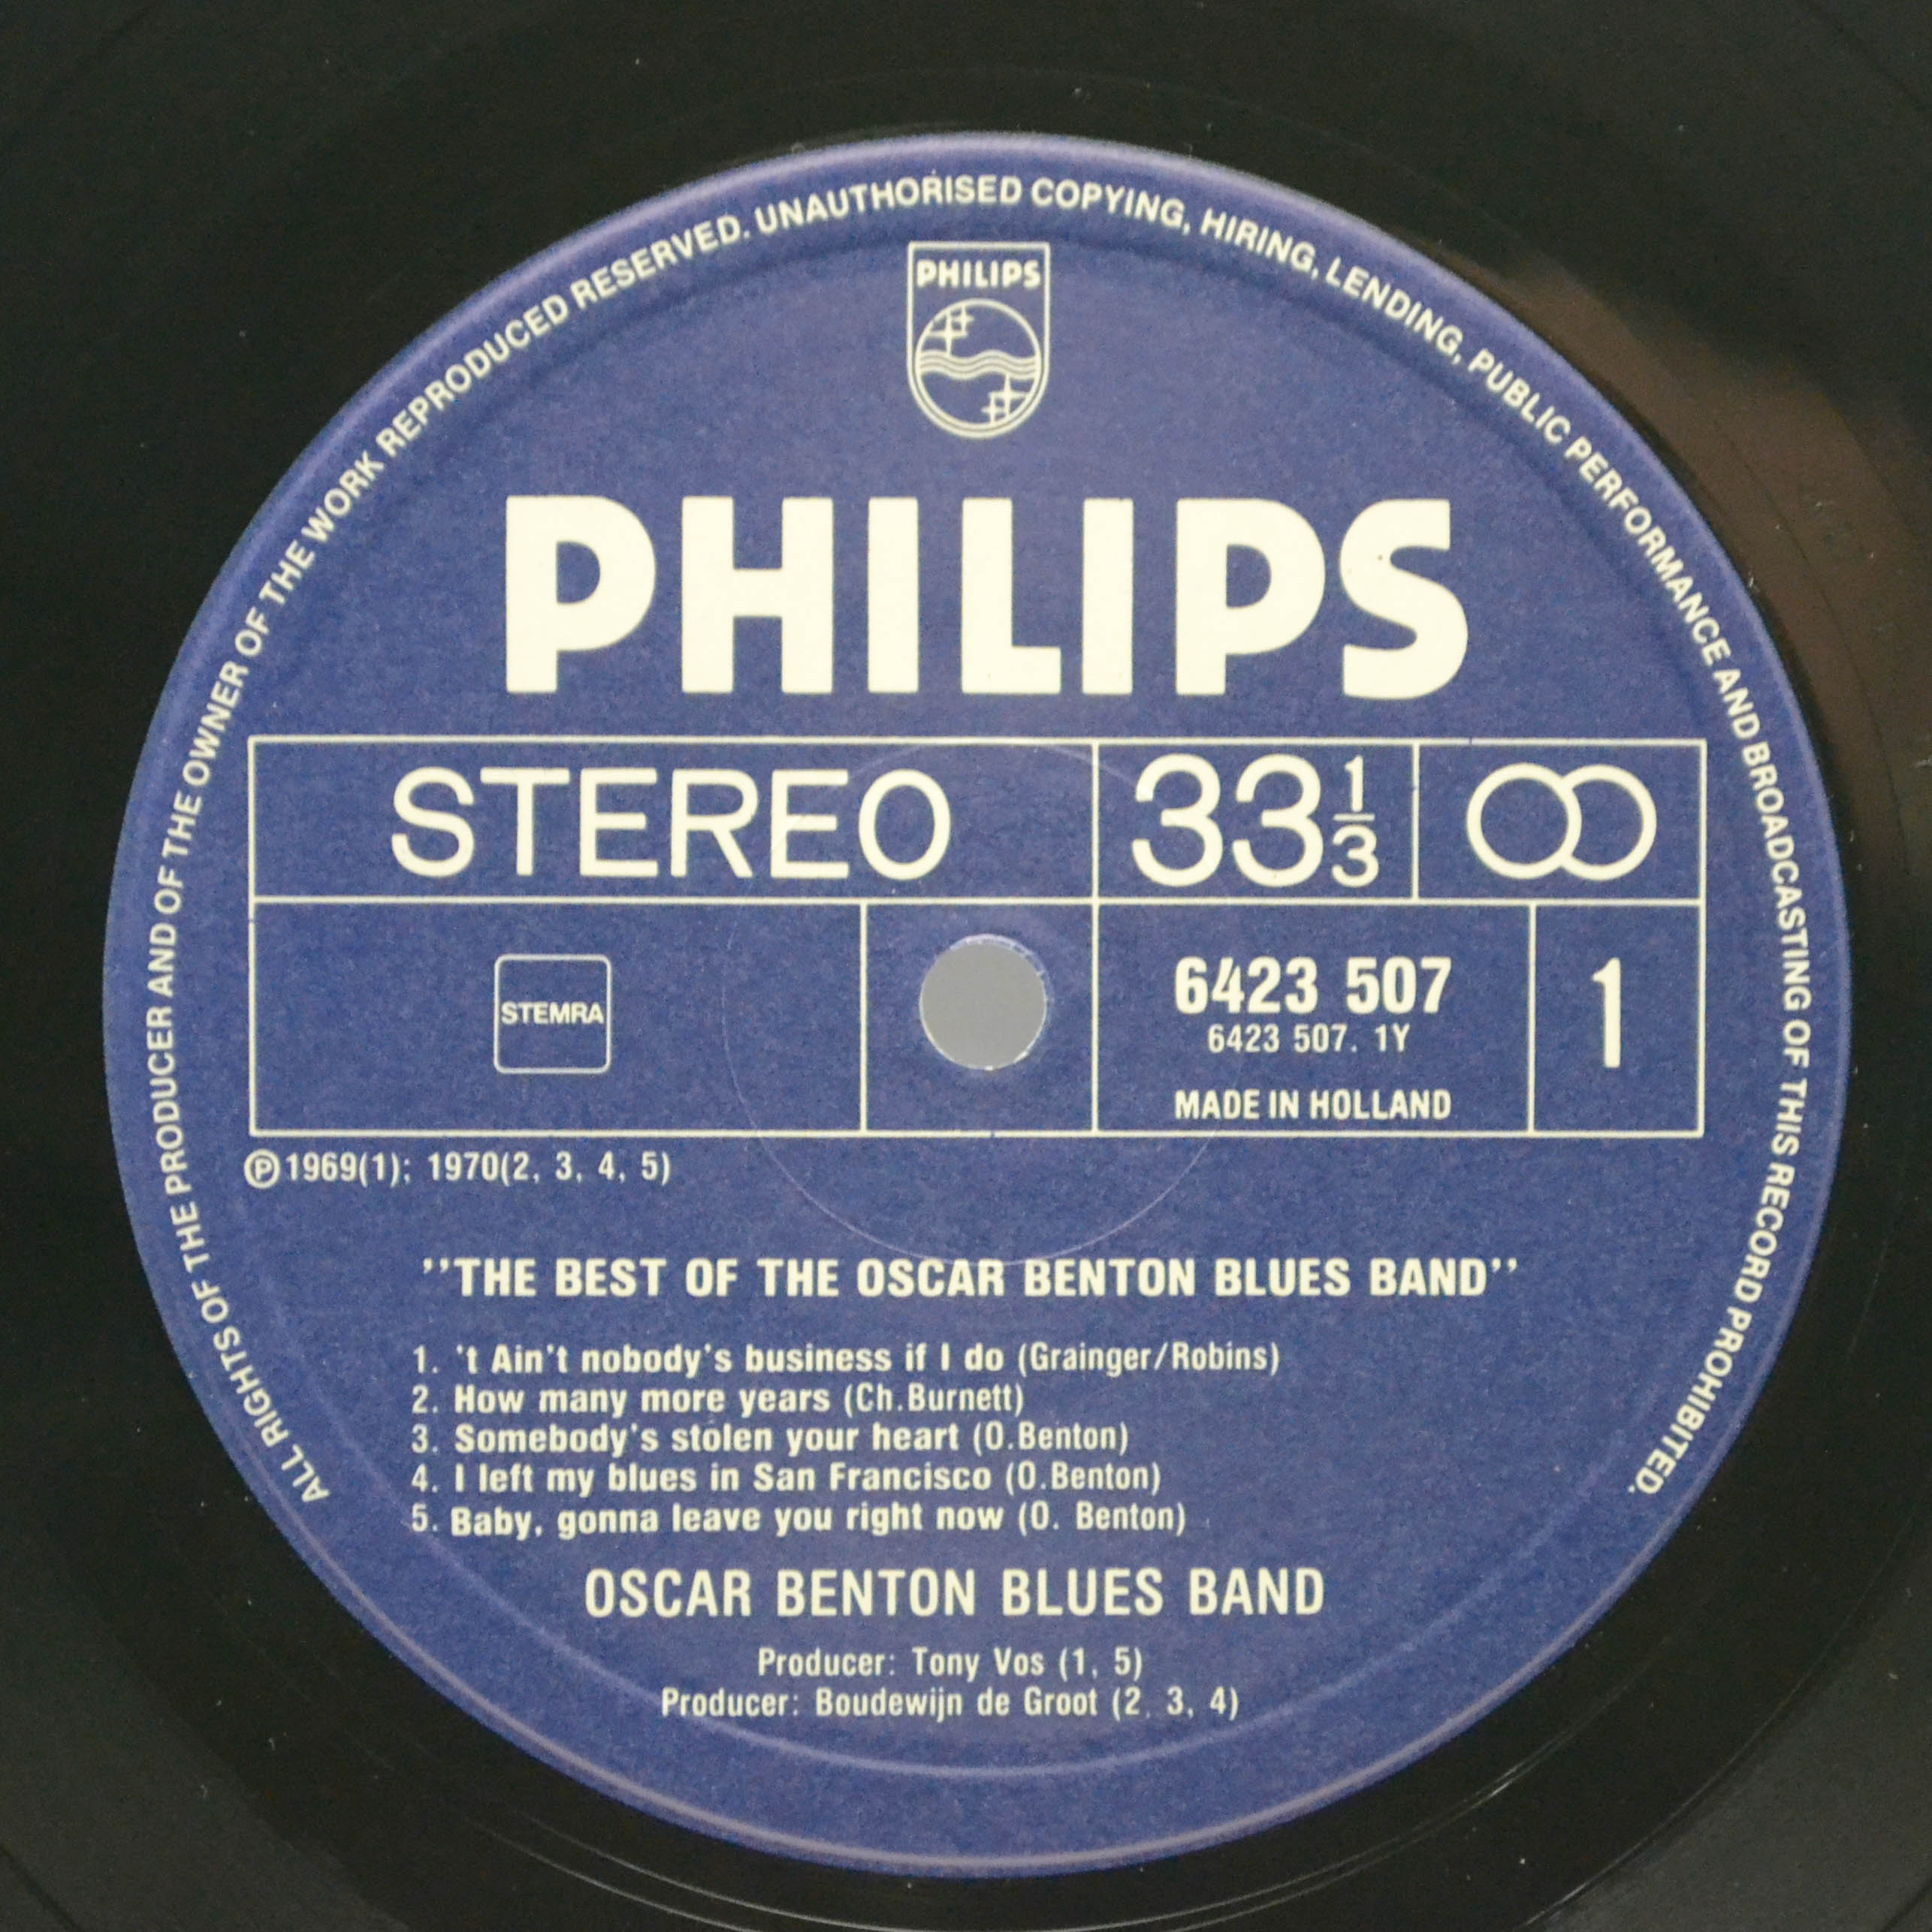 ALL RIGHTS OF THE PRODUCER AND OF THE OWNER OF THE WORK REPRODUCED RESERVED. UNAUTHORISED COPYING, HIRING, LENDING, PUBLIC PERFORMANCE AND BROADCASTING OF THIS RECORD PROHIBITED.
PHILIPS
PHILIPS
STEREO 33 1/3
STEMRA
6423 507
6423 507. 1Y
MADE IN HOLLAND
1
℗1969(1); 1970(2, 3, 4, 5)
''THE BEST OF THE OSCAR BENTON BLUES BAND''
1. 't Ain't nobody's business if I do (Grainger/Robins)
2. How many more years (Ch.Burnett)
3. Somebody's stolen your heart (O.Benton)
4. I left my blues in San Francisco (O.Benton)
5. Baby, gonna leave you right now (O. Benton)
OSCAR BENTON BLUES BAND
Producer: Tony Vos (1, 5)
Producer: Boudewijn de Groot (2, 3, 4)